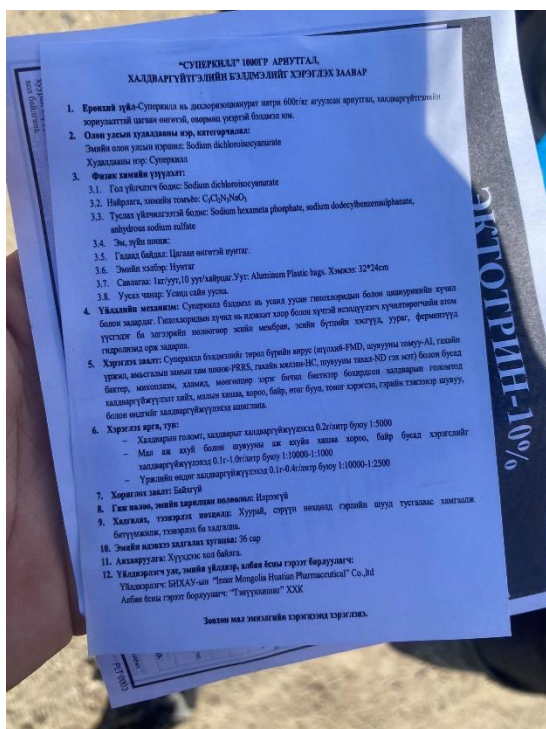 "СУПЕРКИЛЛ" 1000ГР АРИУТГАЛ,
ХАЛДВАРГҮЙТГЭЛИЙН БЭЛДМЭЛИЙГ ХЭРЭГЛЭХ ЗААВАР
1. Ерөнхий зүйл-Суперкилл нь дихлоризоцианурат натри 600г/кг агуулсан ариутгал, халдваргүйтгэлийн
зориулалттай цагаан өнгөтэй, өвөрмөц үнэртэй бэлдмэл юм.
2. Олон улсын худалдааны нэр, категорчилал:
Эмийн олон улсын нэршил: Sodium dichloroisocyanurate
Худалдааны нэр: Суперкилл
3. Физик химийн үзүүлэлт:
3.1. Гол үйлчлэгч бодис: Sodium dichloroisocyanurate
3.2. Найрлага, химийн томъёо: C3Cl2N3NaO3
3.3. Туслах үйлчилгээтэй бодис: Sodium hexameta phosphate, sodium dodecylbenzemsulphanate,
anhydrous sodium sulfate
3.4. Эм, зүйн шинж:
3.5. Гадаад байдал: Цагаан өнгөтэй нунтаг.
3.6. Эмийн хэлбэр: Нунтаг
3.7. Савлагаа: 1кг/уут,10 уут/хайрцаг.Уут: Aluminum Plastic bags. Хэмжээ: 32*24cm
3.8. Уусах чанар: Усанд сайн уусна.
4. Үйлдлийн механизм: Суперкилл бэлдмэл нь усанд уусан гипохлоридын болон циануриkийн хүчил
болон задардаг. Гипохлоридын хүчил нь идэвхит хлор болон хүчтэй исэлдүүлэгч хүчилтөрөгчийн атом
үүсгэдэг ба эдгээрийн нөлөөгөөр эсийн мембран, эсийн бүтцийн хэсгүүд, уураг, ферментүүд
гидролизид орж задарна.
5. Хэрэглэх заалт: Суперкилл бэлдмэлийг төрөл бүрийн вирус (шүлхий-FMD, шувууны томуу-AI, гахайн
уржил, амьсгалын замын хам шинж-PRRS, гахайн мялзан-HC, шувууны тахал-ND гэх мэт) болон бусад
бактер, микоплазм, хламид, мөөгөнцөр зэрэг бичил биетнээр бохирдсон халдварын голомтод
халдваргүйжүүлэлт хийх, малын хашаа, хороо, байр, өтөг бууц, тоног хэрэгсэл, гэрийн тэжээвэр шувуу,
болон өндгийг халдваргүйжүүлэхэд ашиглана.
6. Хэрэглэх арга, тун:
– Халдварын голомт, халдварыг халдваргүйжүүлэхэд 0.2г/литр буюу 1:5000
– Мал аж ахуй болон шувууны аж ахуйн хашаа хороо, байр бусад хэрэгслийг
халдваргүйжүүлэхэд 0.1г-1.0г/литр буюу 1:10000-1:1000
– Үржлийн өндөг халдваргүйжүүлэхэд 0.1г-0.4г/литр буюу 1:10000-1:2500
7. Хориглох заалт: Байхгүй
8. Гаж нөлөө, эмийн харилцан нөлөөлөл: Илрээгүй
9. Хадгалах, тээвэрлэх нөхцөл: Хуурай, сэрүүн нөхцөлд гэрлийн шууд тусгалаас хамгаалж
битүүмжлэн, тээвэрлэх ба хадгална.
10. Эмийн идэвхээ хадгалах хугацаа: 36 сар
11. Анхааруулга: Хүүхдээс хол байлга.
12. Үйлдвэрлэгч улс, эмийн үйлдвэр, албан ёсны гэрээт борлуулагч:
Үйлдвэрлэгч: БНХАУ-ын "Inner Mongolia Huatian Pharmaceutical" Co.,ltd
Албан ёсны гэрээт борлуулагч: "Тэгүүнхишиг" ХХК
Зөвхөн мал эмнэлгийн хэрэгцээнд хэрэглэнэ.
ЭКТОТРИН-10%
PLT0003